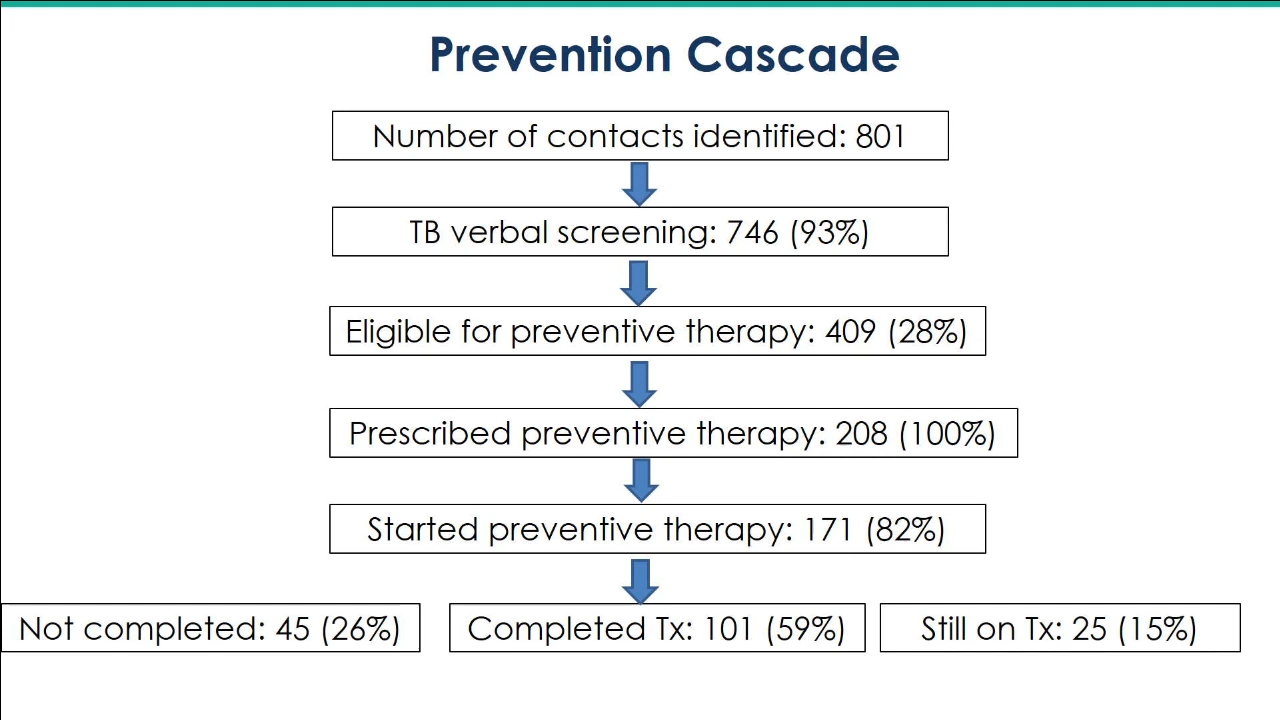 Prevention Cascade
Number of contacts identified: 801
TB verbal screening: 746 (93%)
Eligible for preventive therapy: 409 (28%)
Prescribed preventive therapy: 208 (100%)
Started preventive therapy: 171 (82%)
Not completed: 45 (26%)
Completed Tx: 101 (59%)
Still on Tx: 25 (15%)